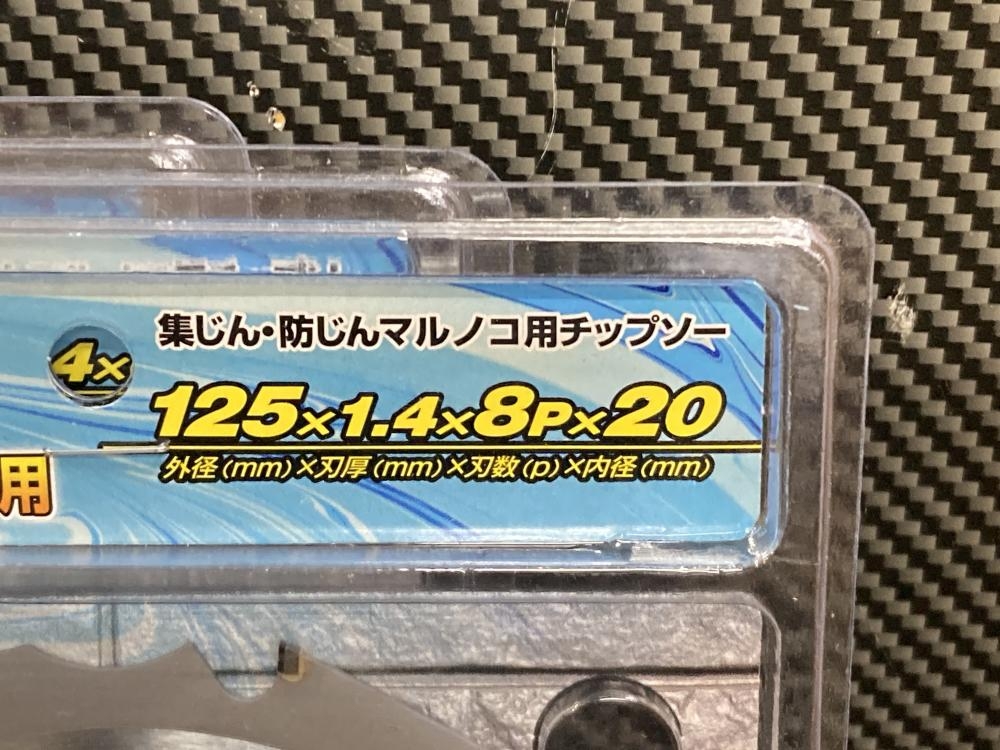 集じん・防じんマルノコ用チップソー
4×
125×1.4×8P×20
外径(mm)×刃厚(mm)×刃数(p)×内径(mm)
用